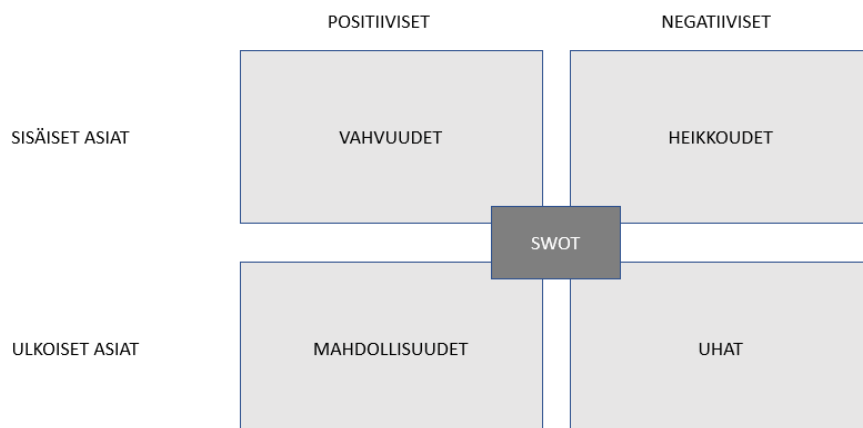 POSITIIVISET
NEGATIIVISET
SISÄISET ASIAT
VAHVUUDET
HEIKKOUDET
SWOT
ULKOISET ASIAT
MAHDOLLISUUDET
UHAT